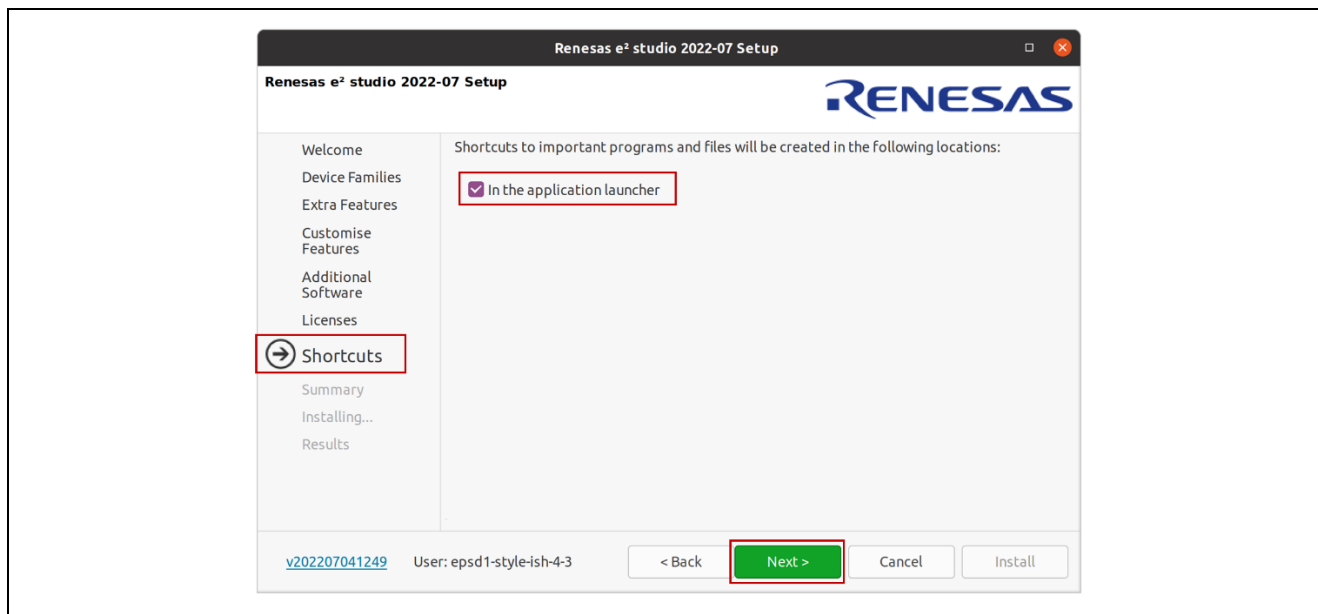 Renesas e² studio 2022-07 Setup
Renesas e² studio 2022-07 Setup
RENESAS
Welcome
Device Families
Extra Features
Customise
Features
Additional
Software
Licenses
Shortcuts
Summary
Installing...
Results
Shortcuts to important programs and files will be created in the following locations:
In the application launcher
v202207041249 User: epsd1-style-ish-4-3 < Back Next > Cancel Install